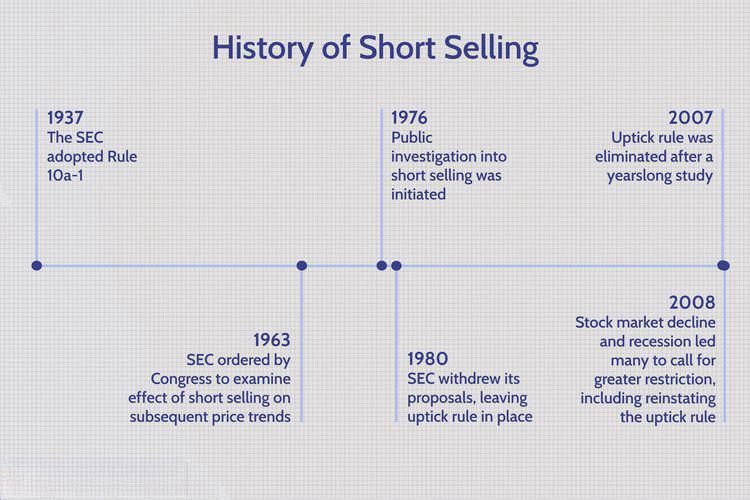 History of Short Selling
1937
The SEC
adopted Rule
10a-1
1976
Public
investigation into
short selling was
initiated
2007
Uptick rule was
eliminated after a
yearslong study
1963
SEC ordered by
Congress to examine
effect of short selling on
subsequent price trends
1980
SEC withdrew its
proposals, leaving
uptick rule in place
2008
Stock market decline
and recession led
many to call for
greater restriction,
including reinstating
the uptick rule